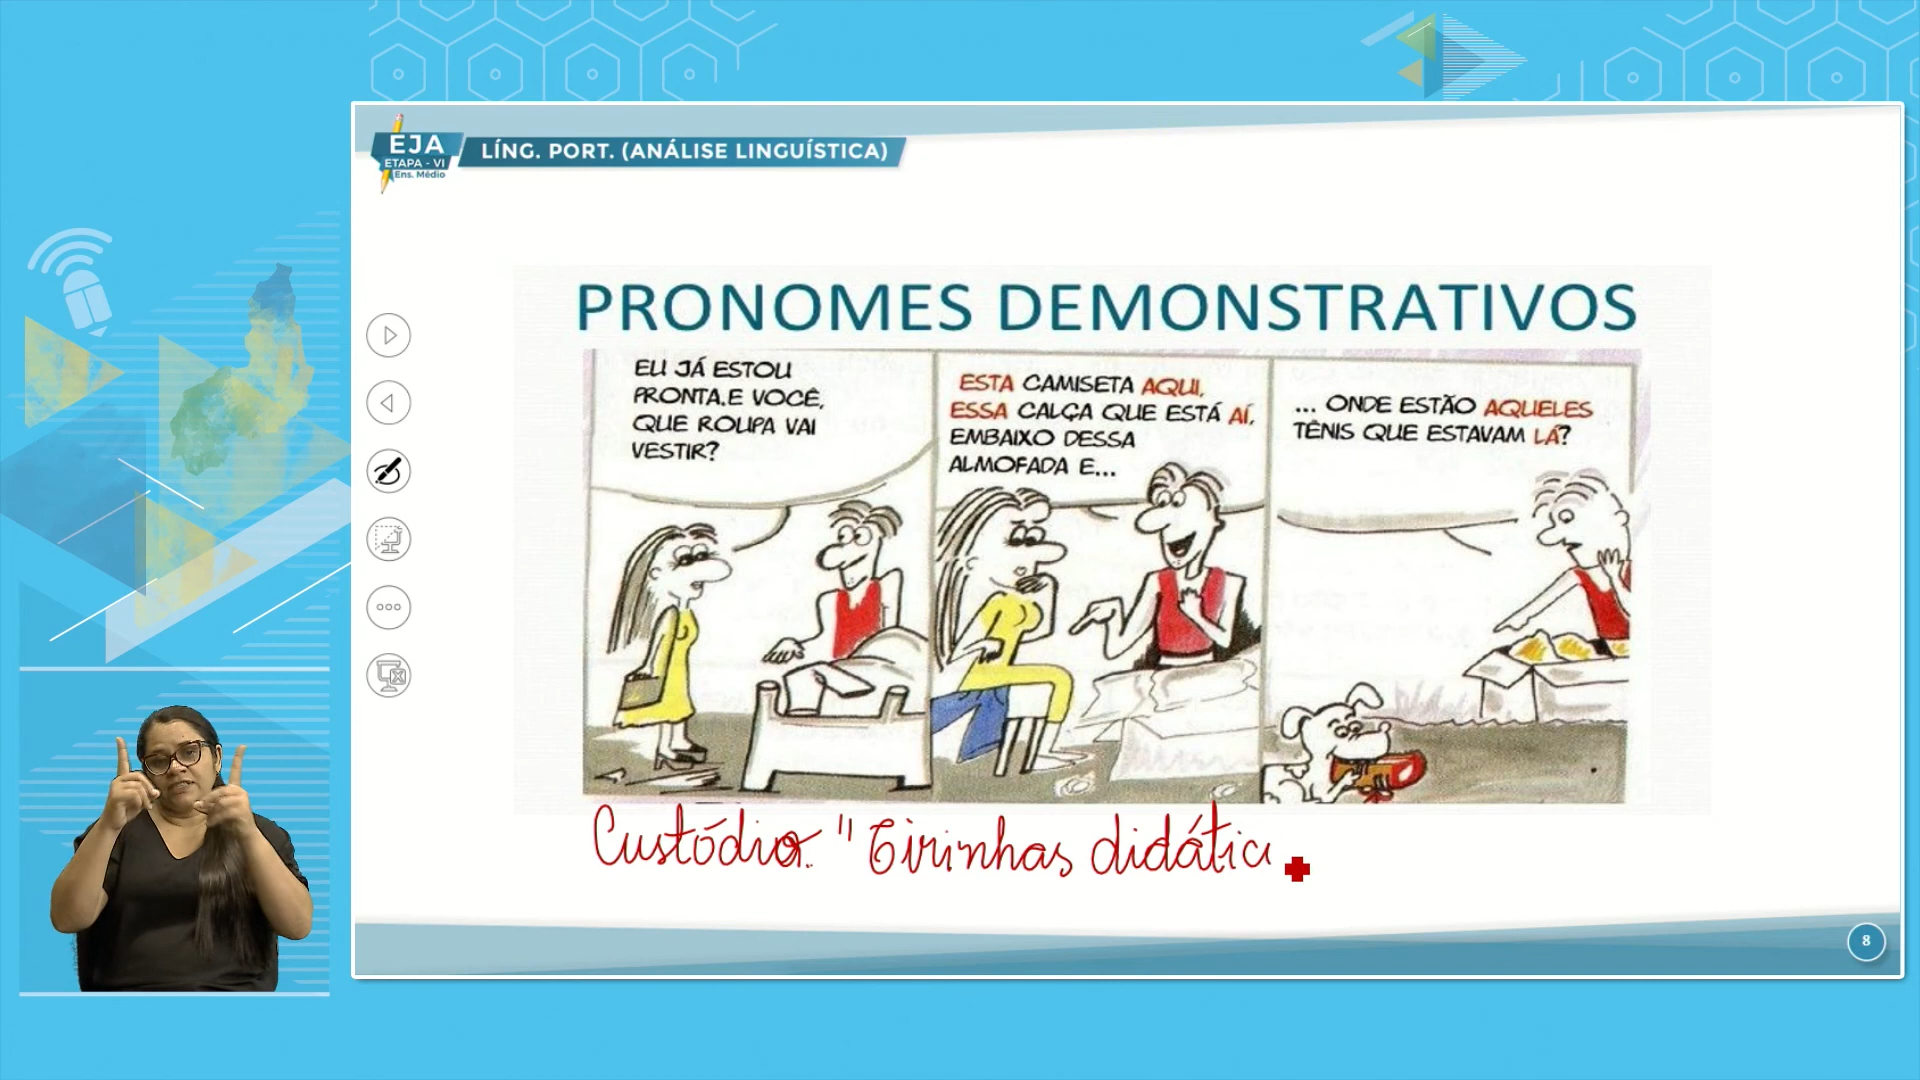 EJA
ETAPA - VI
Ens. Médio
LÍNG. PORT. (ANÁLISE LINGUÍSTICA)
PRONOMES DEMONSTRATIVOS
EU JÁ ESTOU
PRONTA.E VOCÊ,
QUE ROUPA VAI
VESTIR?
ESTA CAMISETA AQUI,
ESSA CALÇA QUE ESTÁ AÍ,
EMBAIXO DESSA
ALMOFADA E...
... ONDE ESTÃO AQUELES
TÊNIS QUE ESTAVAM LÁ?
Custódio. "Tirinhas didátic
8